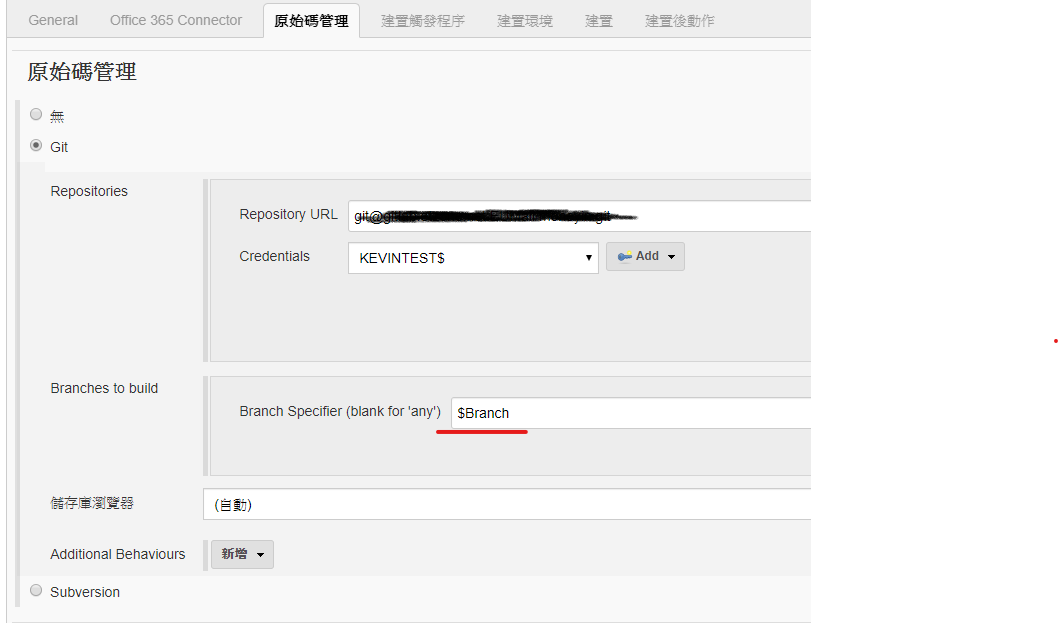 General Office 365 Connector 原始碼管理 建置觸發程序 建置環境 建置 建置後動作
原始碼管理
無
Git
Repositories
Repository URL git@g git
Credentials KEVINTEST$ Add
Branches to build
Branch Specifier (blank for 'any') $Branch
儲存庫瀏覽器 (自動)
Additional Behaviours 新增
Subversion